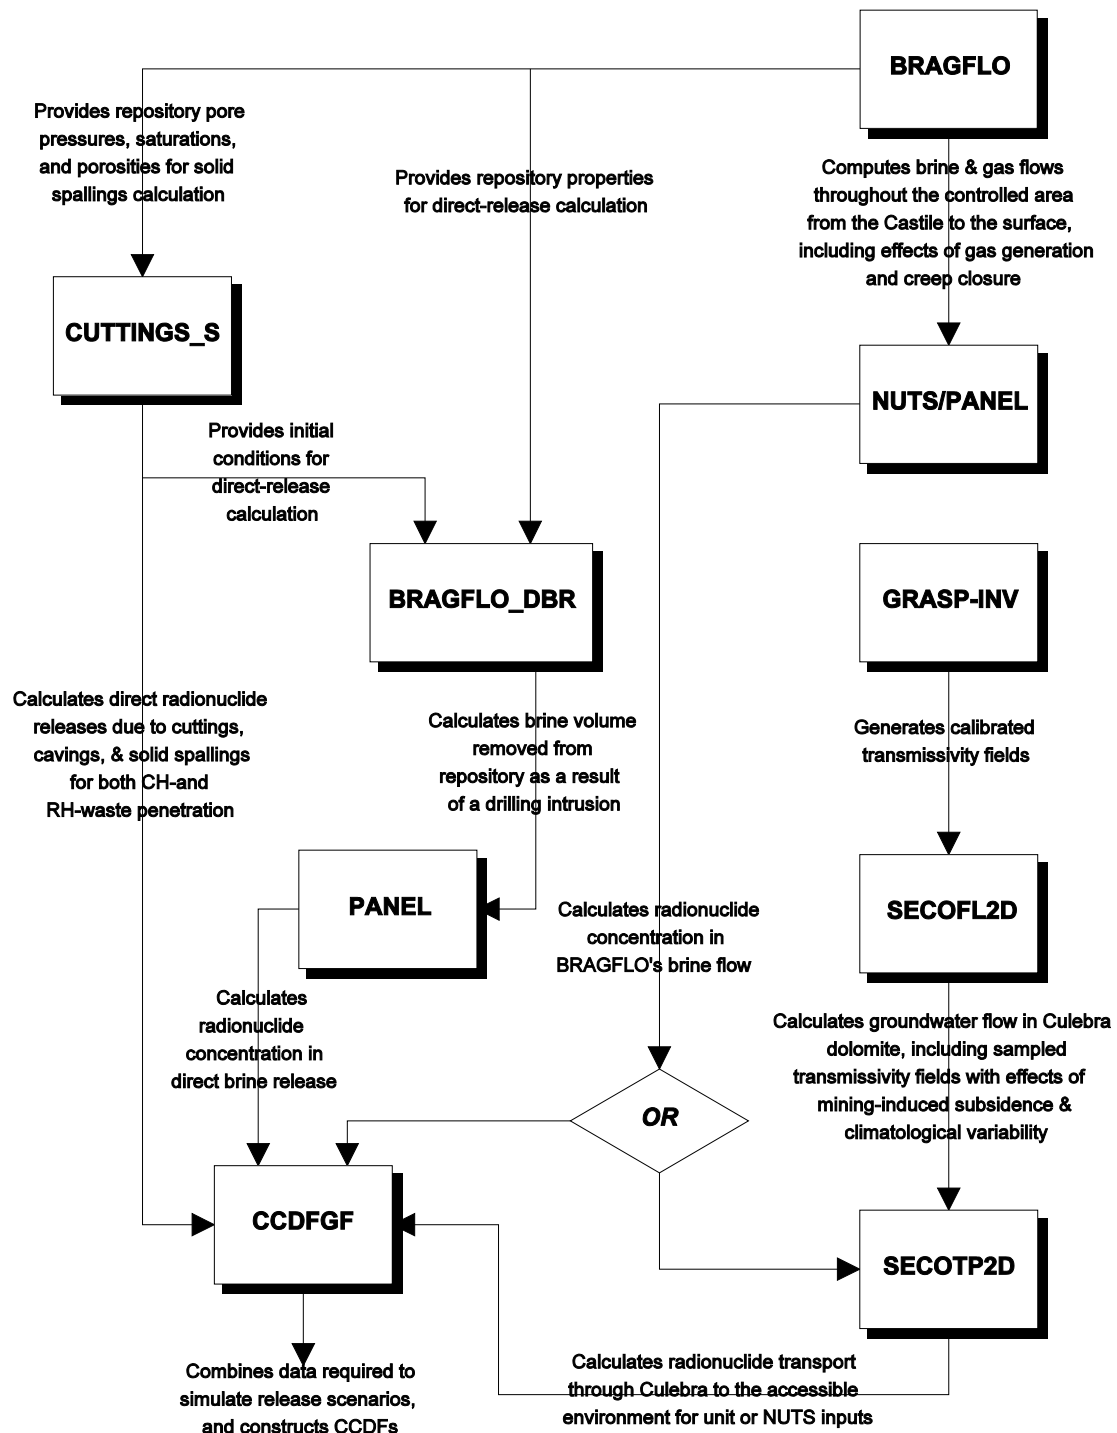 BRAGFLO
Provides repository pore
pressures, saturations,
and porosities for solid
spallings calculation
Provides repository properties
for direct-release calculation
Computes brine & gas flows
throughout the controlled area
from the Castile to the surface,
including effects of gas generation
and creep closure
CUTTINGS_S
NUTS/PANEL
Provides initial
conditions for
direct-release
calculation
BRAGFLO_DBR
GRASP-INV
Calculates direct radionuclide
releases due to cuttings,
cavings, & solid spallings
for both CH-and
RH-waste penetration
Calculates brine volume
removed from
repository as a result
of a drilling intrusion
Generates calibrated
transmissivity fields
PANEL
SECOFL2D
Calculates radionuclide
concentration in
BRAGFLO's brine flow
Calculates
radionuclide
concentration in
direct brine release
Calculates groundwater flow in Culebra
dolomite, including sampled
transmissivity fields with effects of
mining-induced subsidence &
climatological variability
OR
CCDFGF
SECOTP2D
Combines data required to
simulate release scenarios,
and constructs CCDFs
Calculates radionuclide transport
through Culebra to the accessible
environment for unit or NUTS inputs